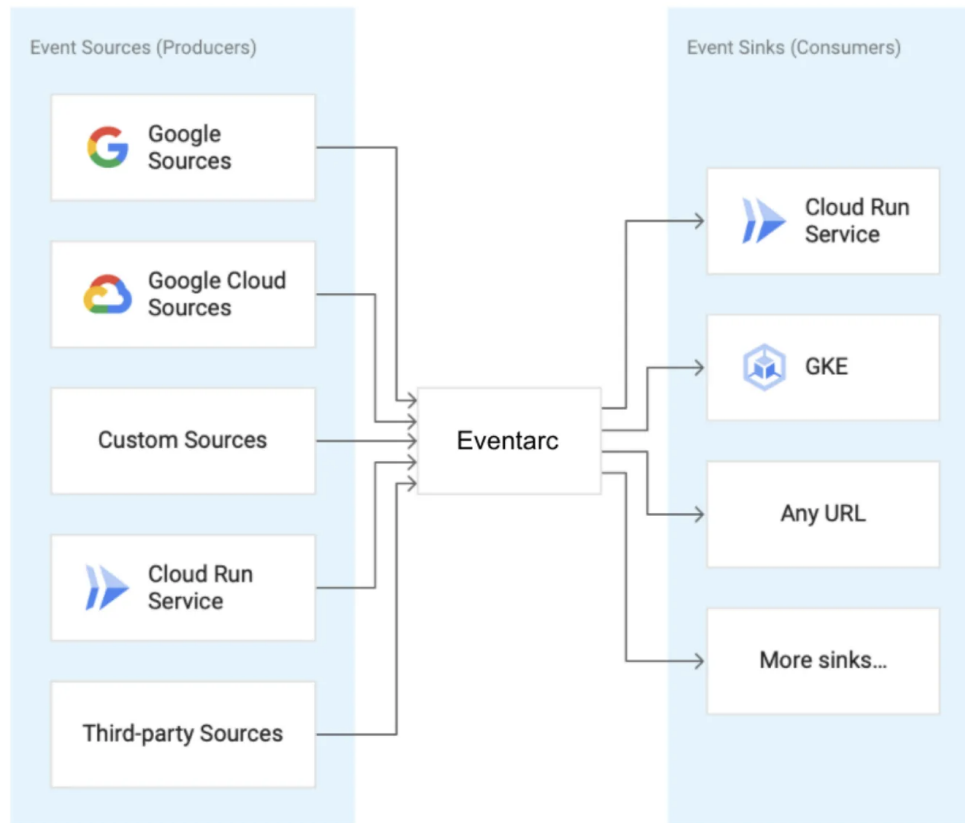 Event Sources (Producers)
Google
Sources
Google Cloud
Sources
Custom Sources
Cloud Run
Service
Third-party Sources
Eventarc
Event Sinks (Consumers)
Cloud Run
Service
GKE
Any URL
More sinks...